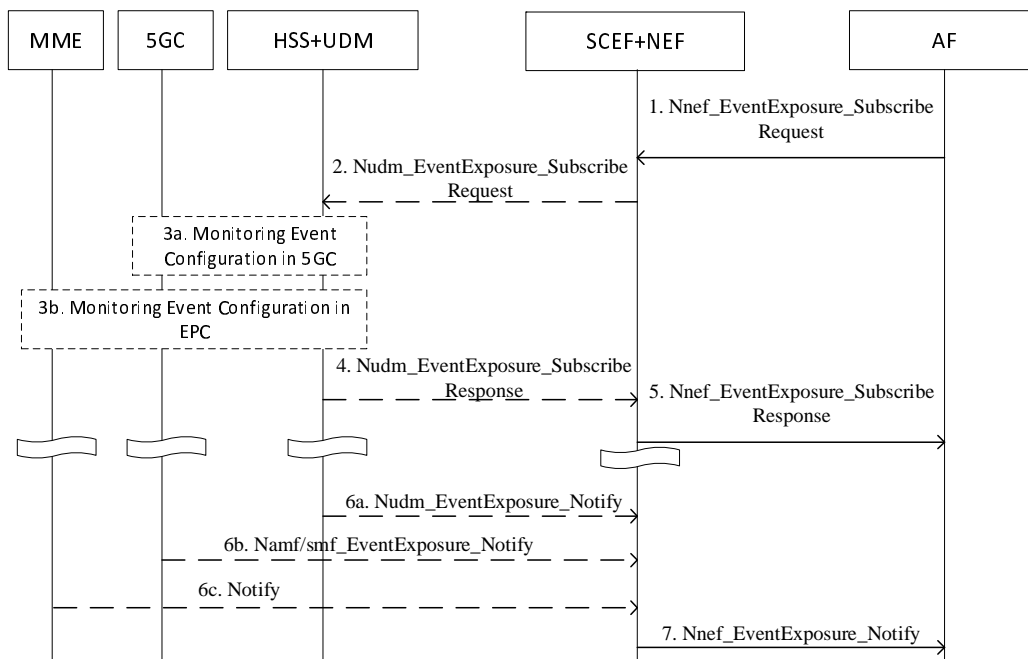 MME
5GC
HSS+UDM
SCEF+NEF
AF
1. Nnef_EventExposure_Subscribe
Request
2. Nudm_EventExposure_Subscribe
Request
3a. Monitoring Event
Configuration in 5GC
3b. Monitoring Event Configuration in
EPC
4. Nudm_EventExposure_Subscribe
Response
5. Nnef_EventExposure_Subscribe
Response
6a. Nudm_EventExposure_Notify
6b. Namf/smf_EventExposure_Notify
6c. Notify
7. Nnef_EventExposure_Notify